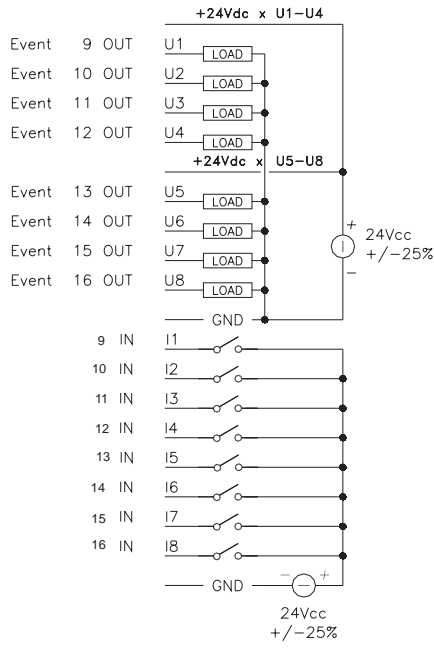 +24Vdc x U1-U4
Event 9 OUT U1 LOAD
Event 10 OUT U2 LOAD
Event 11 OUT U3 LOAD
Event 12 OUT U4 LOAD
+24Vdc x U5-U8
Event 13 OUT U5 LOAD
Event 14 OUT U6 LOAD
Event 15 OUT U7 LOAD
Event 16 OUT U8 LOAD
+
24Vcc
+/-25%
-
GND
9 IN I1
10 IN I2
11 IN I3
12 IN I4
13 IN I5
14 IN I6
15 IN I7
16 IN I8
GND - +
24Vcc
+/-25%